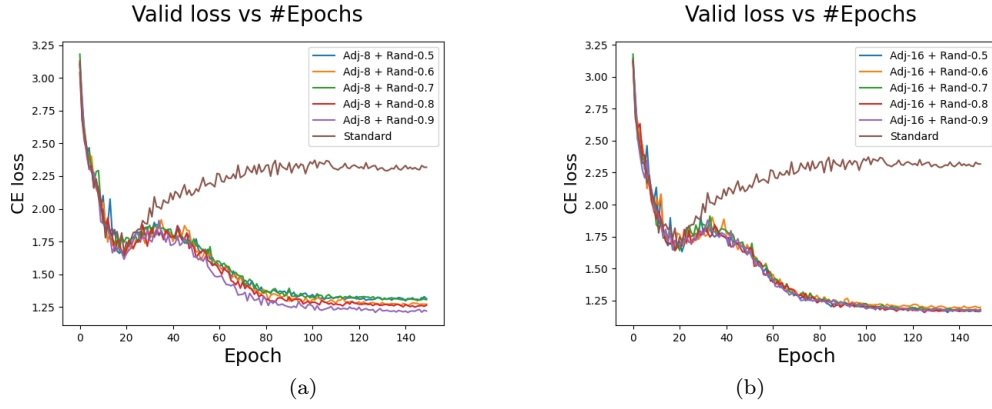 Valid loss vs #Epochs
3.25
3.00
2.75
2.50
2.25
2.00
1.75
1.50
1.25
CE loss
Adj-8 + Rand-0.5
Adj-8 + Rand-0.6
Adj-8 + Rand-0.7
Adj-8 + Rand-0.8
Adj-8 + Rand-0.9
Standard
0 20 40 60 80 100 120 140
Epoch
(a)
Valid loss vs #Epochs
3.25
3.00
2.75
2.50
2.25
2.00
1.75
1.50
1.25
CE loss
Adj-16 + Rand-0.5
Adj-16 + Rand-0.6
Adj-16 + Rand-0.7
Adj-16 + Rand-0.8
Adj-16 + Rand-0.9
Standard
0 20 40 60 80 100 120 140
Epoch
(b)